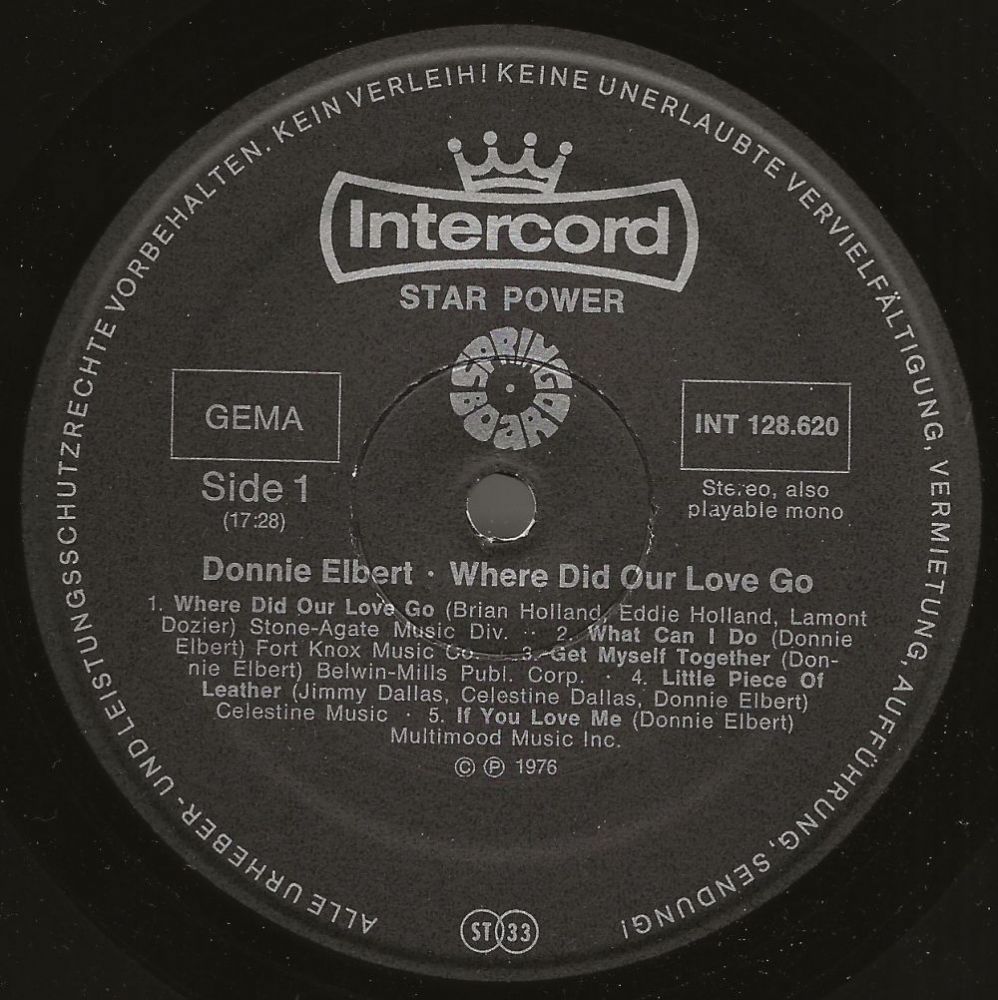 ALLE URHEBER- UND LEISTUNGSSCHUTZRECHTE VORBEHALTEN. KEIN VERLEIH! KEINE UNERLAUBTE VERVIELFÄLTIGUNG, VERMIETUNG, AUFFÜHRUNG, SENDUNG!
Intercord
STAR POWER
SPRING BOARD
GEMA
INT 128.620
Side 1
(17:28)
Stereo, also
playable mono
Donnie Elbert · Where Did Our Love Go
1. Where Did Our Love Go (Brian Holland, Eddie Holland, Lamont
Dozier) Stone-Agate Music Div. · 2. What Can I Do (Donnie
Elbert) Fort Knox Music Co. · 3. Get Myself Together (Don-
nie Elbert) Belwin-Mills Publ. Corp. · 4. Little Piece Of
Leather (Jimmy Dallas, Celestine Dallas, Donnie Elbert)
Celestine Music · 5. If You Love Me (Donnie Elbert)
Multimood Music Inc.
© ℗ 1976
ST 33